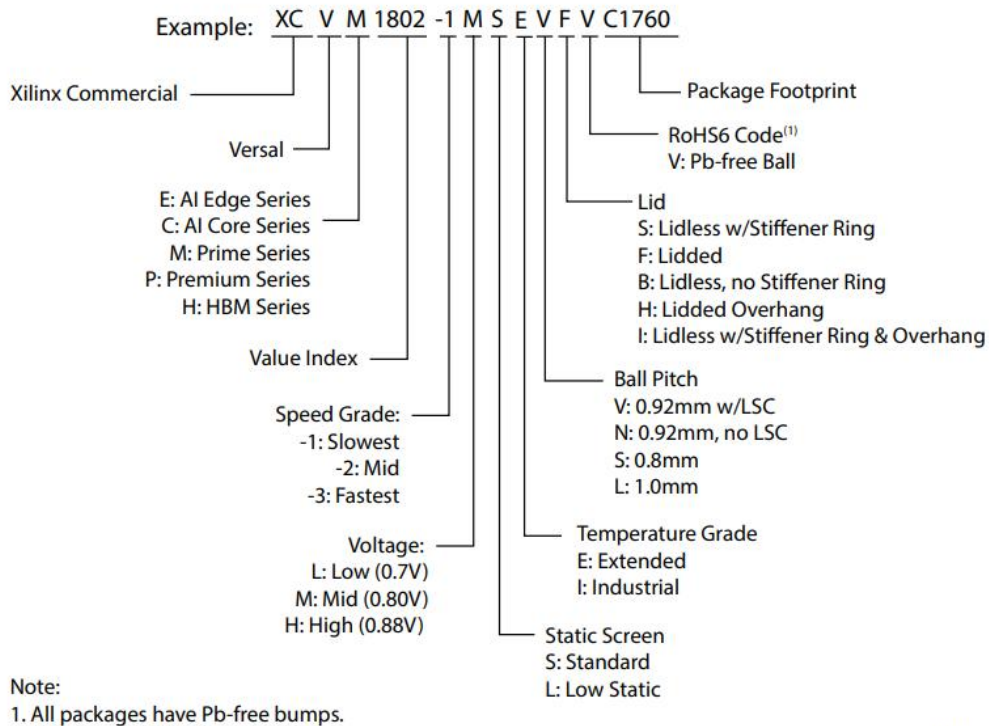 Example: XC V M 1802 -1 M S E V F V C1760
Xilinx Commercial
Package Footprint
RoHS6 Code(1)
V: Pb-free Ball
Versal
E: AI Edge Series
C: AI Core Series
M: Prime Series
P: Premium Series
H: HBM Series
Lid
S: Lidless w/Stiffener Ring
F: Lidded
B: Lidless, no Stiffener Ring
H: Lidded Overhang
I: Lidless w/Stiffener Ring & Overhang
Value Index
Ball Pitch
V: 0.92mm w/LSC
N: 0.92mm, no LSC
S: 0.8mm
L: 1.0mm
Speed Grade:
-1: Slowest
-2: Mid
-3: Fastest
Temperature Grade
E: Extended
I: Industrial
Voltage:
L: Low (0.7V)
M: Mid (0.80V)
H: High (0.88V)
Static Screen
S: Standard
L: Low Static
Note:
1. All packages have Pb-free bumps.